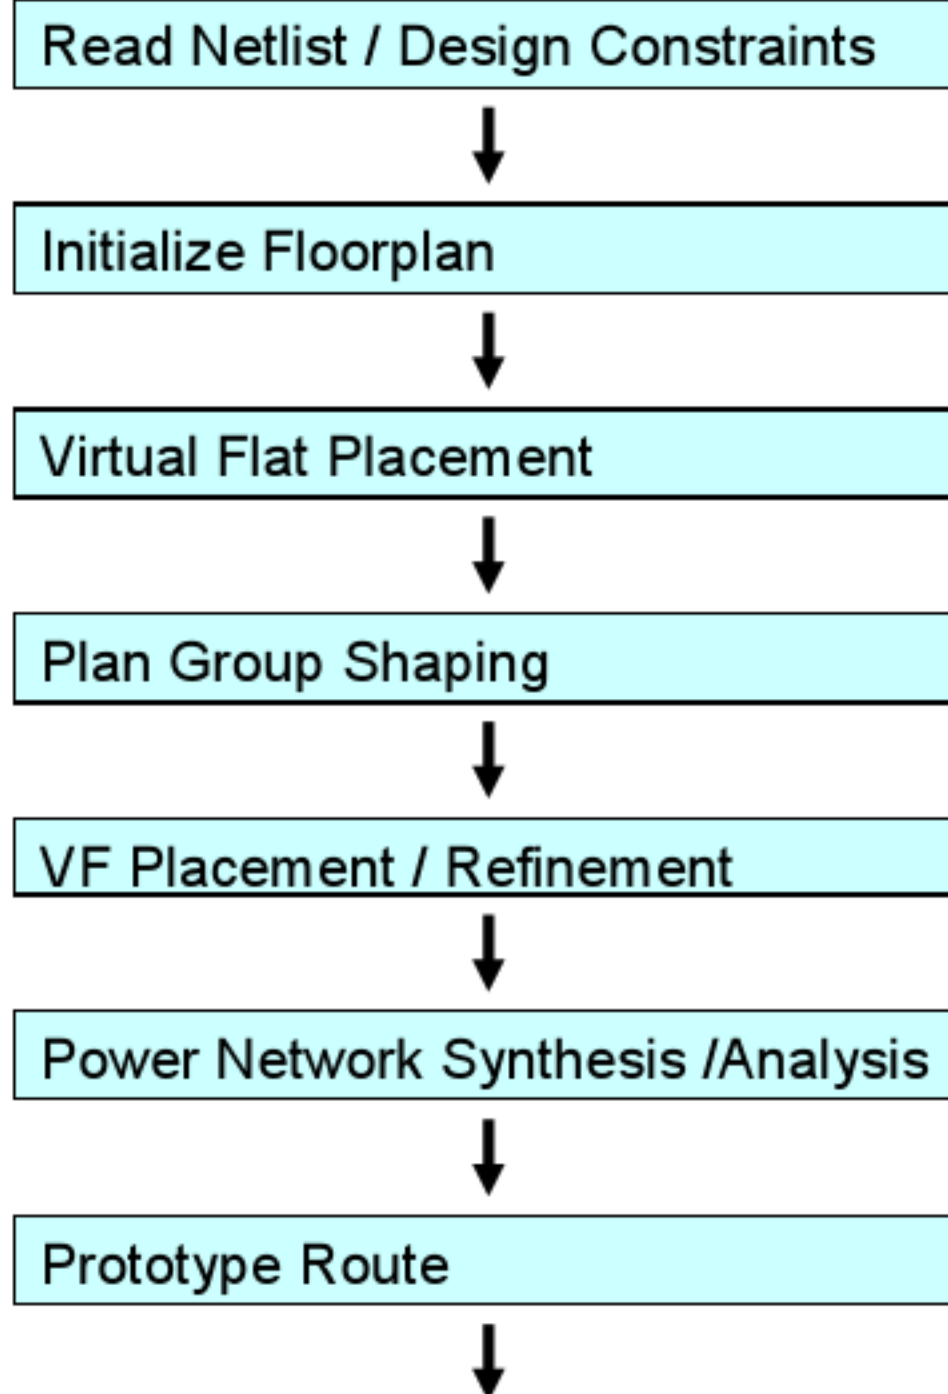 Read Netlist / Design Constraints
Initialize Floorplan
Virtual Flat Placement
Plan Group Shaping
VF Placement / Refinement
Power Network Synthesis /Analysis
Prototype Route